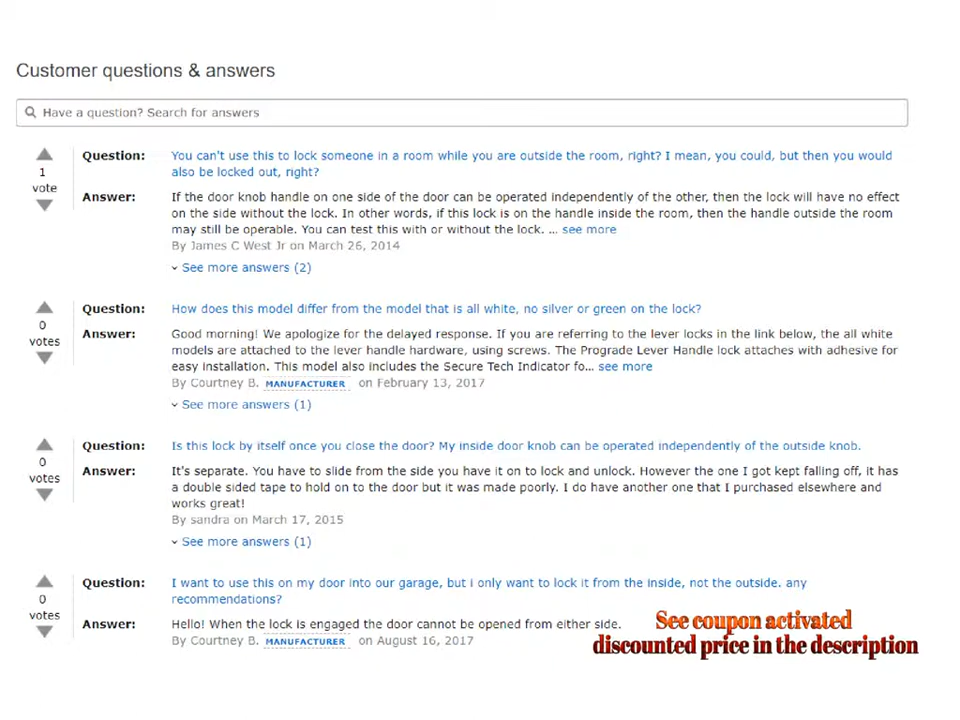 Customer questions & answers
Have a question? Search for answers
1
vote
Question:
You can't use this to lock someone in a room while you are outside the room, right? I mean, you could, but then you would
also be locked out, right?
Answer:
If the door knob handle on one side of the door can be operated independently of the other, then the lock will have no effect
on the side without the lock. In other words, if this lock is on the handle inside the room, then the handle outside the room
may still be operable. You can test this with or without the lock. ... see more
By James C West Jr on March 26, 2014
See more answers (2)
0
votes
Question:
How does this model differ from the model that is all white, no silver or green on the lock?
Answer:
Good morning! We apologize for the delayed response. If you are referring to the lever locks in the link below, the all white
models are attached to the lever handle hardware, using screws. The Prograde Lever Handle lock attaches with adhesive for
easy installation. This model also includes the Secure Tech Indicator fo... see more
By Courtney B. MANUFACTURER on February 13, 2017
See more answers (1)
0
votes
Question:
Is this lock by itself once you close the door? My inside door knob can be operated independently of the outside knob.
Answer:
It's separate. You have to slide from the side you have it on to lock and unlock. However the one I got kept falling off, it has
a double sided tape to hold on to the door but it was made poorly. I do have another one that I purchased elsewhere and
works great!
By sandra on March 17, 2015
See more answers (1)
0
votes
Question:
I want to use this on my door into our garage, but i only want to lock it from the inside, not the outside. any
recommendations?
Answer:
Hello! When the lock is engaged the door cannot be opened from either side.
By Courtney B. MANUFACTURER on August 16, 2017
See coupon activated
discounted price in the description